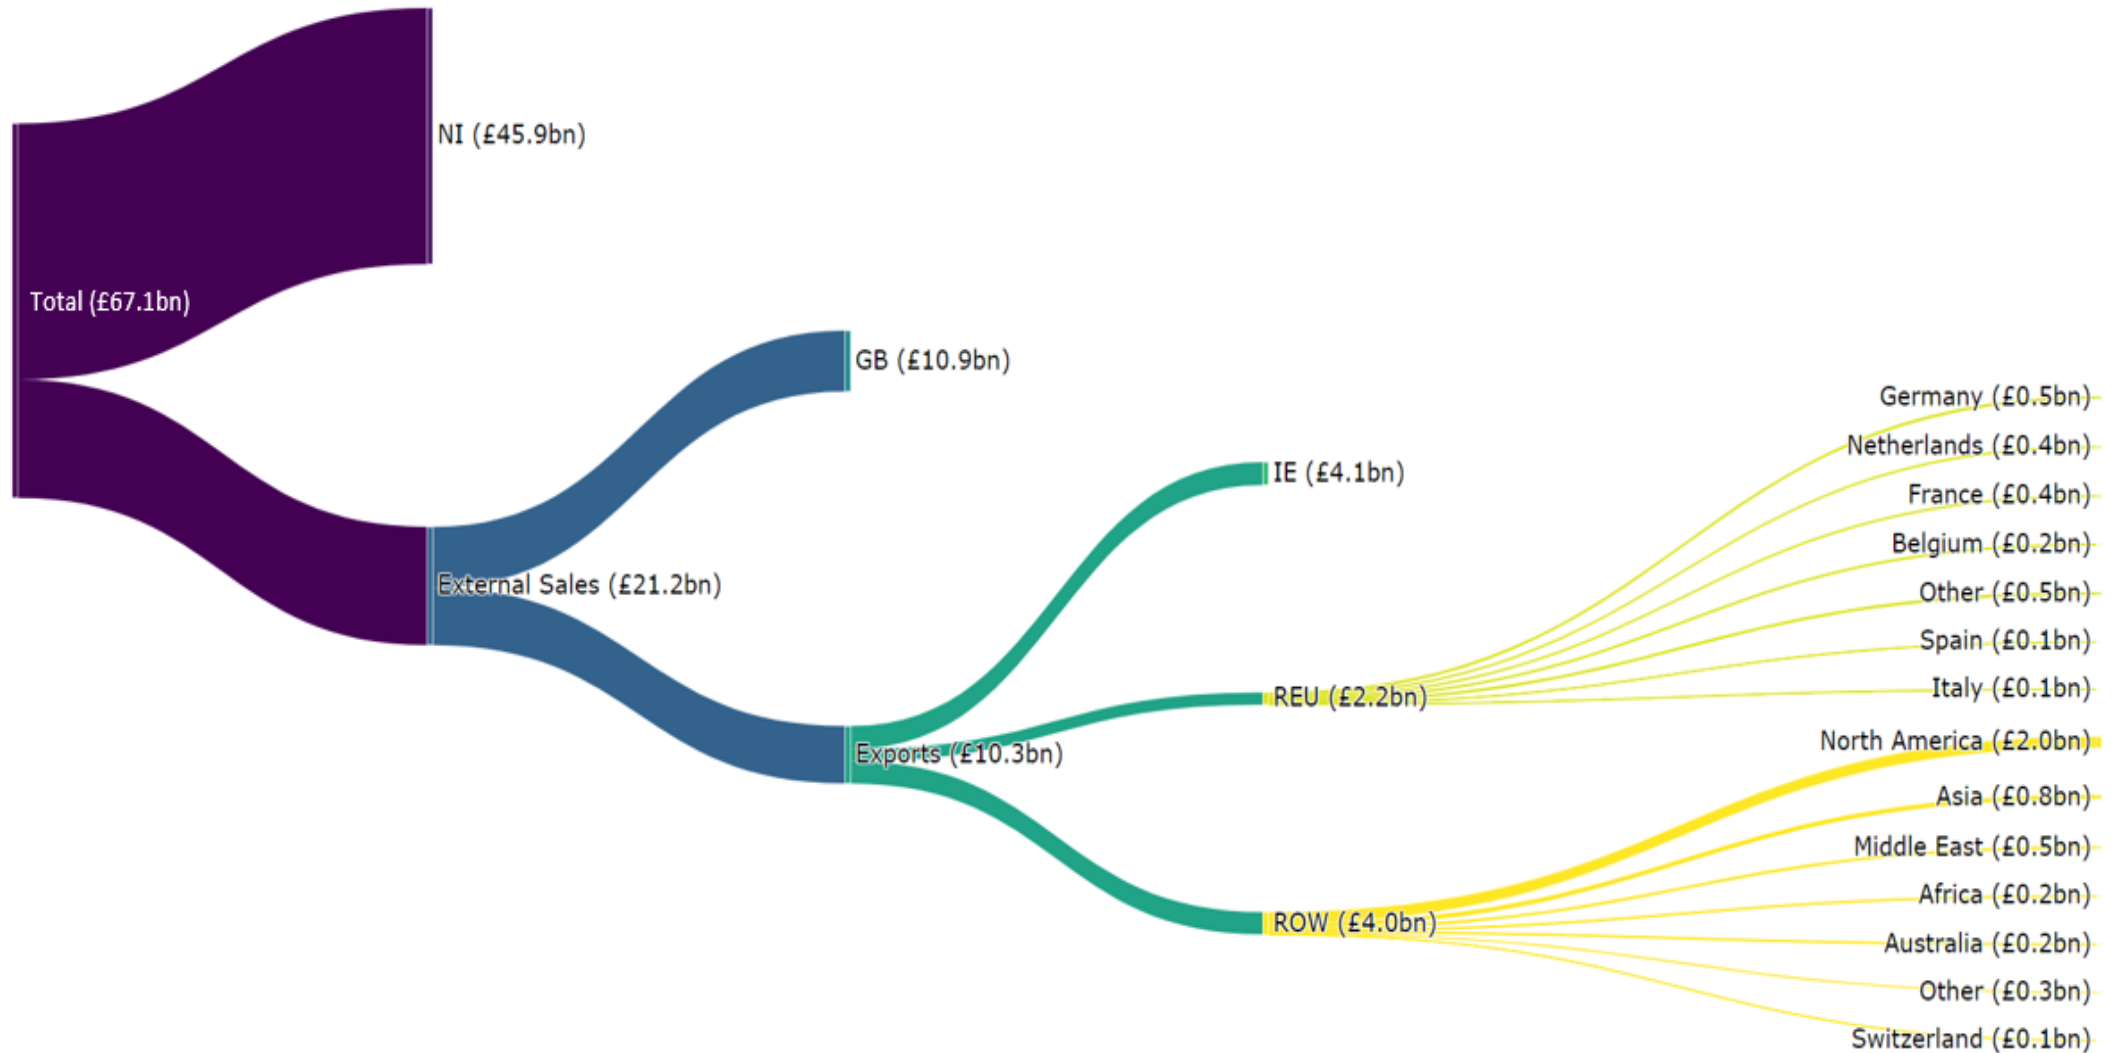 Total (£67.1bn)
NI (£45.9bn)
External Sales (£21.2bn)
GB (£10.9bn)
Exports (£10.3bn)
IE (£4.1bn)
REU (£2.2bn)
ROW (£4.0bn)
Germany (£0.5bn)
Netherlands (£0.4bn)
France (£0.4bn)
Belgium (£0.2bn)
Other (£0.5bn)
Spain (£0.1bn)
Italy (£0.1bn)
North America (£2.0bn)
Asia (£0.8bn)
Middle East (£0.5bn)
Africa (£0.2bn)
Australia (£0.2bn)
Other (£0.3bn)
Switzerland (£0.1bn)